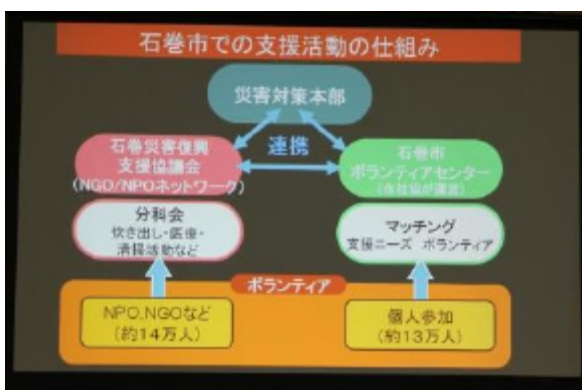 石巻市での支援活動の仕組み
災害対策本部
石巻災害復興
支援協議会
(NGO/NPOネットワーク)
連携
石巻市
ボランティアセンター
(市社協が運営)
分科会
炊き出し・医療・
清掃活動など
マッチング
支援ニーズ ボランティア
ボランティア
NPO,NGOなど
(約14万人)
個人参加
(約13万人)